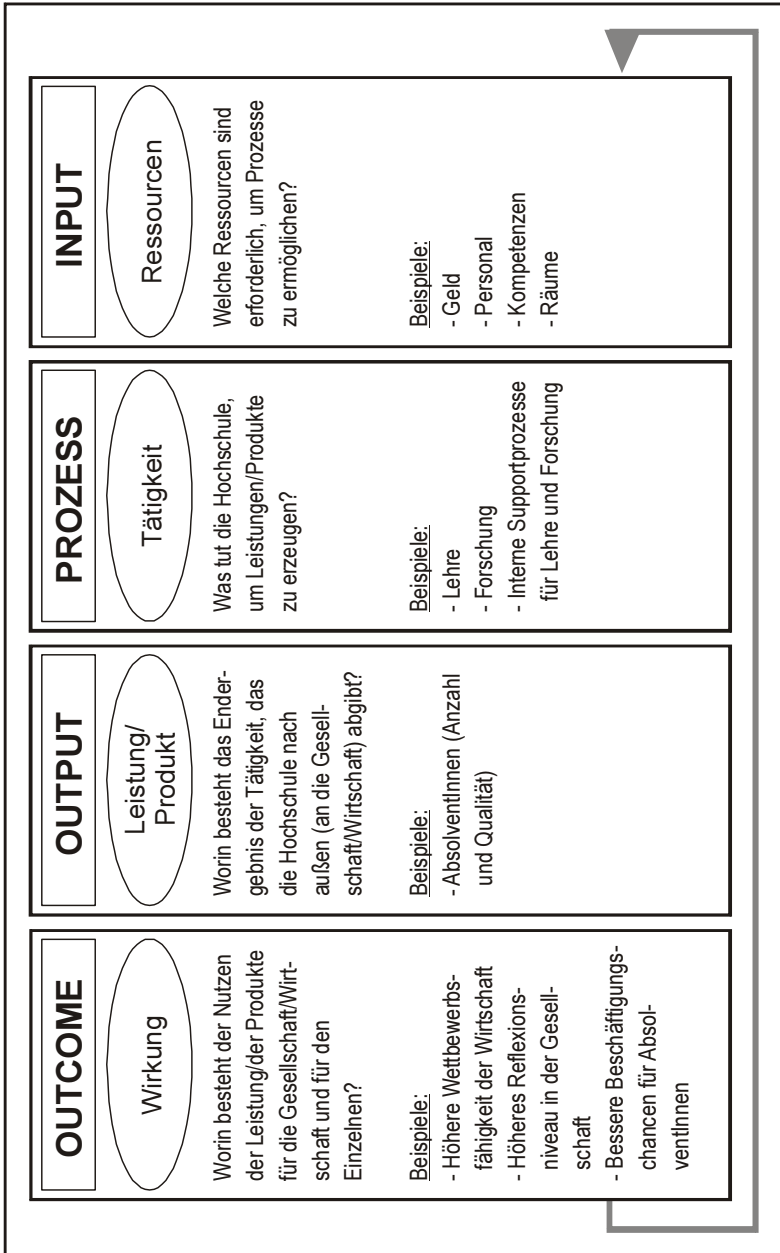 OUTCOME
Wirkung
Worin besteht der Nutzen
der Leistung/der Produkte
für die Gesellschaft/Wirt-
schaft und für den
Einzelnen?
Beispiele:
- Höhere Wettbewerbs-
fähigkeit der Wirtschaft
- Höheres Reflexions-
niveau in der Gesell-
schaft
- Bessere Beschäftigungs-
chancen für Absol-
ventInnen
OUTPUT
Leistung/
Produkt
Worin besteht das Ender-
gebnis der Tätigkeit, das
die Hochschule nach
außen (an die Gesell-
schaft/Wirtschaft) abgibt?
Beispiele:
- AbsolventInnen (Anzahl
und Qualität)
PROZESS
Tätigkeit
Was tut die Hochschule,
um Leistungen/Produkte
zu erzeugen?
Beispiele:
- Lehre
- Forschung
- Interne Supportprozesse
für Lehre und Forschung
INPUT
Ressourcen
Welche Ressourcen sind
erforderlich, um Prozesse
zu ermöglichen?
Beispiele:
- Geld
- Personal
- Kompetenzen
- Räume